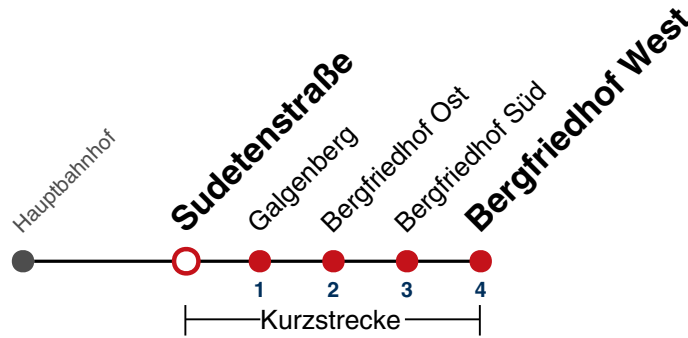 Hauptbahnhof
Sudetenstraße
Galgenberg
Bergfriedhof Ost
Bergfriedhof Süd
Bergfriedhof West
1 2 3 4
Kurzstrecke